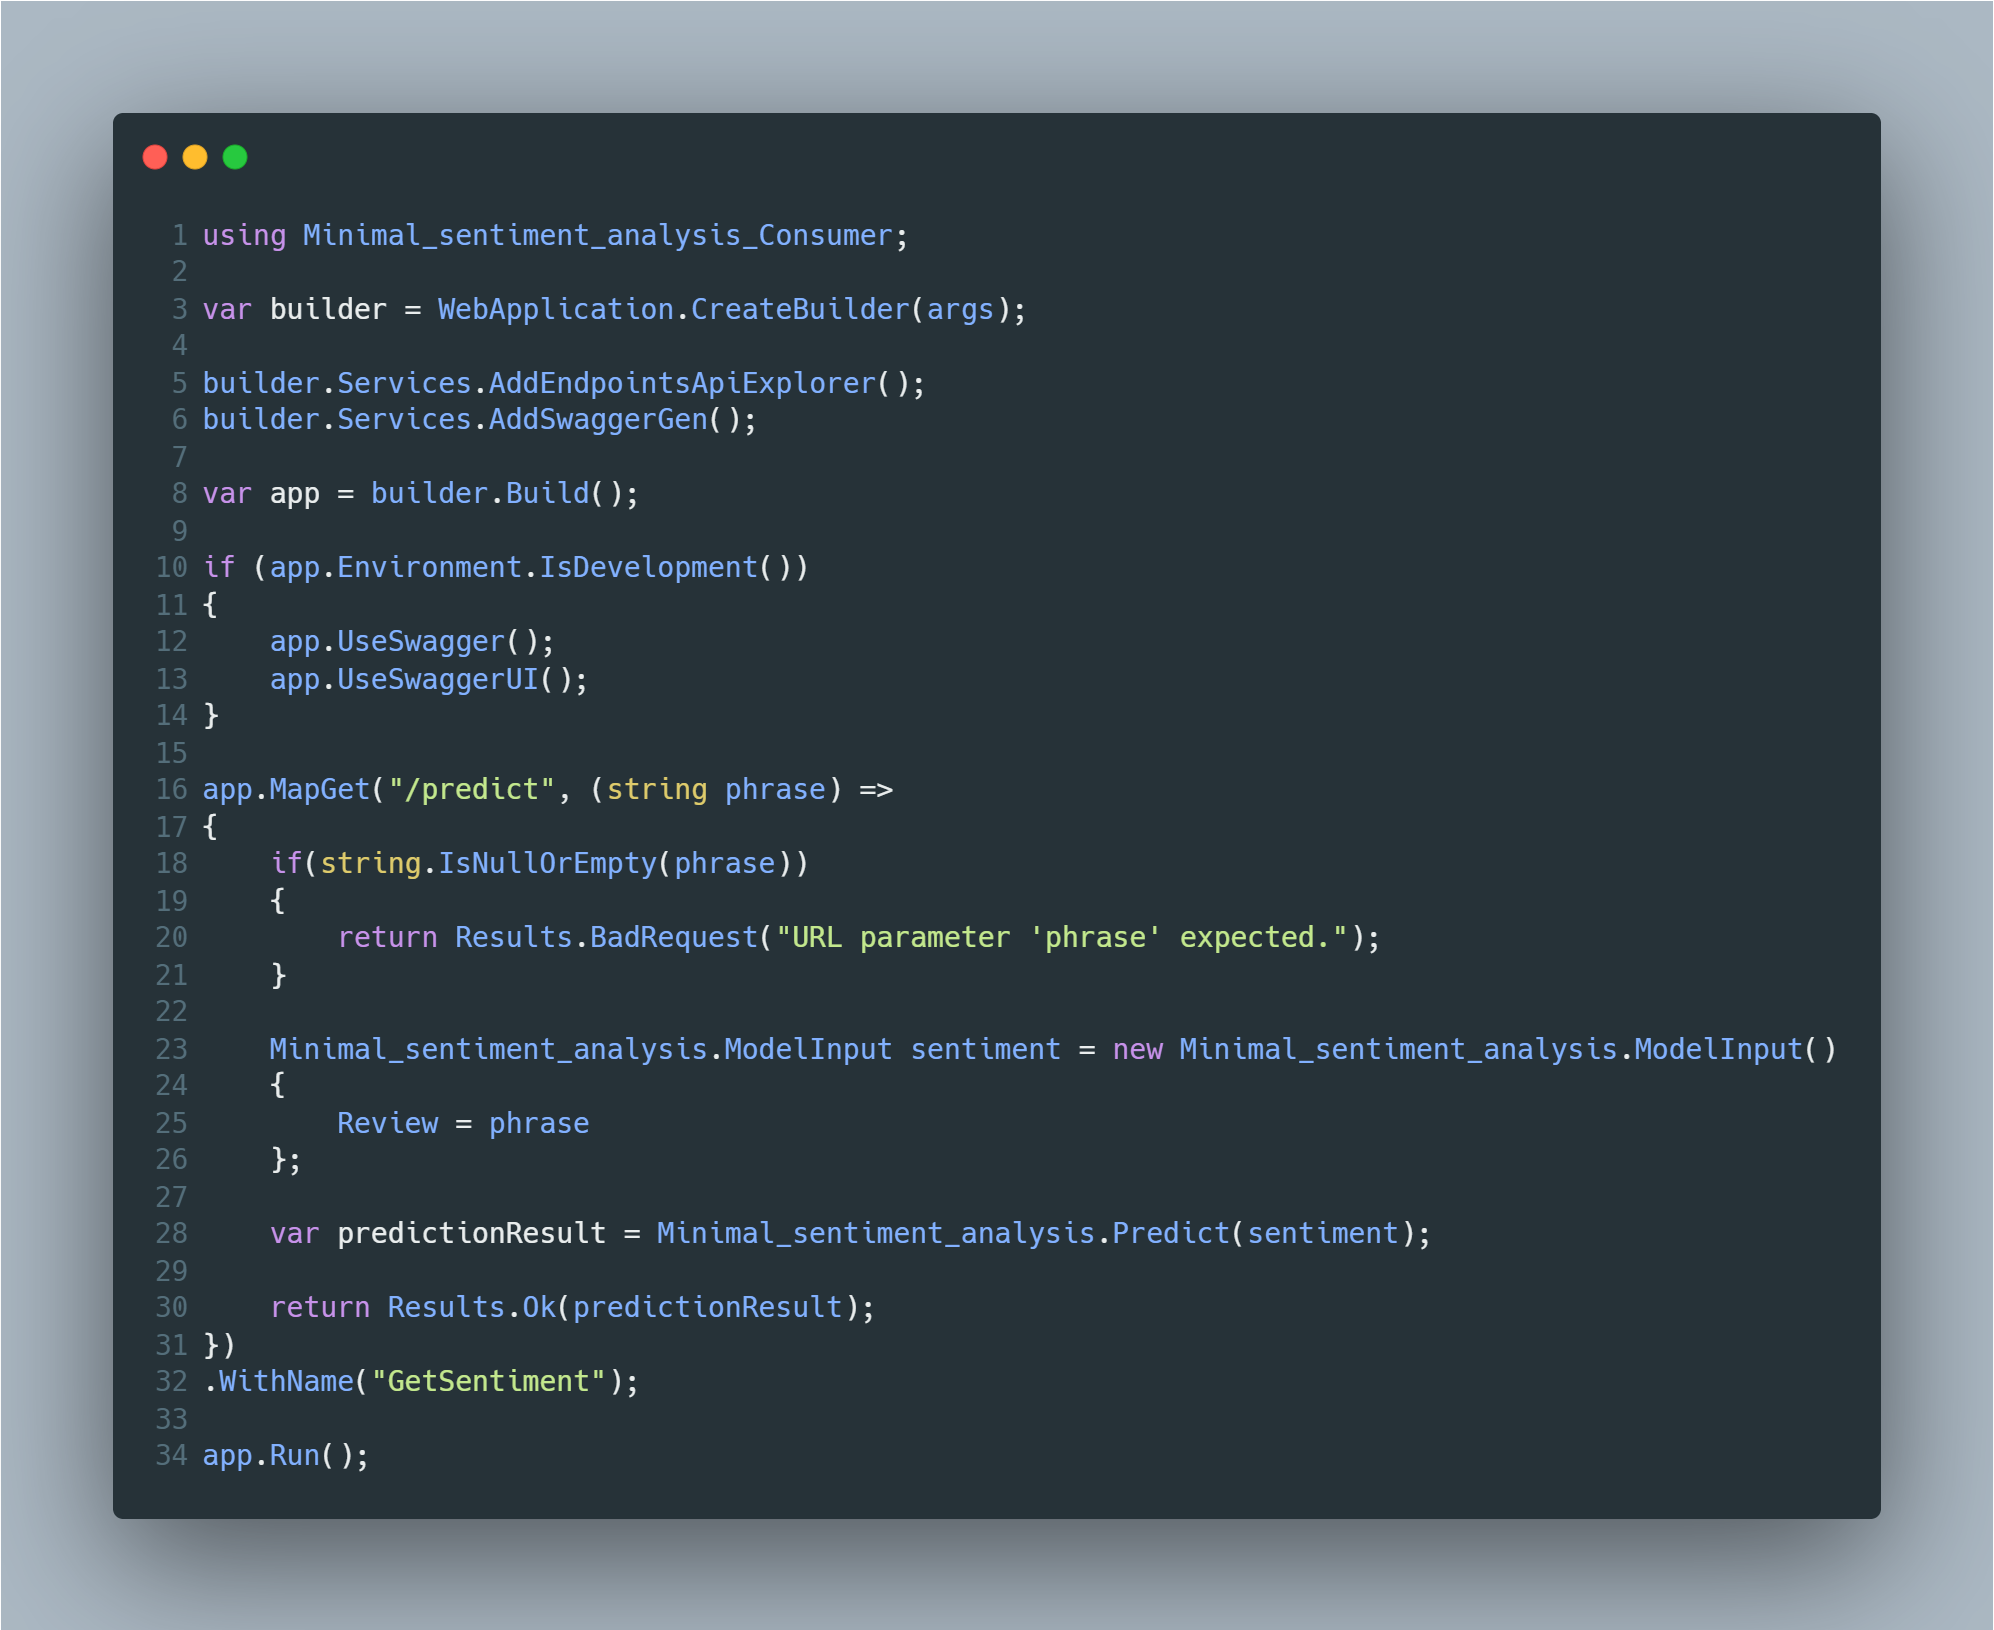 1 using Minimal_sentiment_analysis_Consumer;
2
3 var builder = WebApplication.CreateBuilder(args);
4
5 builder.Services.AddEndpointsApiExplorer();
6 builder.Services.AddSwaggerGen();
7
8 var app = builder.Build();
9
10 if (app.Environment.IsDevelopment())
11 {
12     app.UseSwagger();
13     app.UseSwaggerUI();
14 }
15
16 app.MapGet("/predict", (string phrase) =>
17 {
18     if(string.IsNullOrEmpty(phrase))
19     {
20         return Results.BadRequest("URL parameter 'phrase' expected.");
21     }
22
23     Minimal_sentiment_analysis.ModelInput sentiment = new Minimal_sentiment_analysis.ModelInput()
24     {
25         Review = phrase
26     };
27
28     var predictionResult = Minimal_sentiment_analysis.Predict(sentiment);
29
30     return Results.Ok(predictionResult);
31 })
32 .WithName("GetSentiment");
33
34 app.Run();